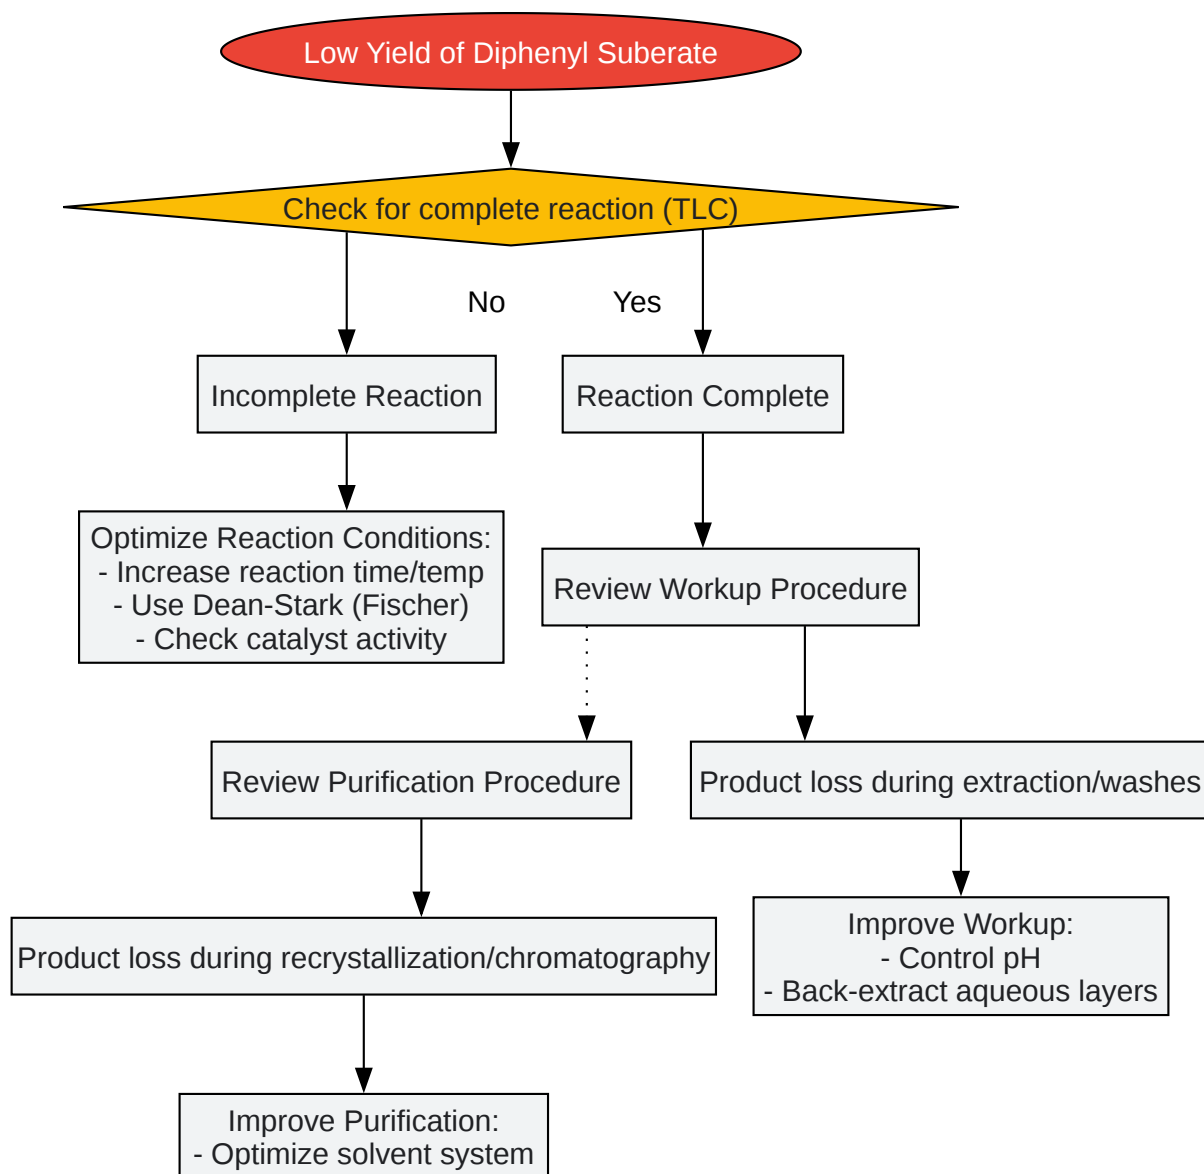 Low Yield of Diphenyl Suberate
Check for complete reaction (TLC)
No
Yes
Incomplete Reaction
Reaction Complete
Optimize Reaction Conditions:
- Increase reaction time/temp
- Use Dean-Stark (Fischer)
- Check catalyst activity
Review Workup Procedure
Review Purification Procedure
Product loss during extraction/washes
Product loss during recrystallization/chromatography
Improve Workup:
- Control pH
- Back-extract aqueous layers
Improve Purification:
- Optimize solvent system